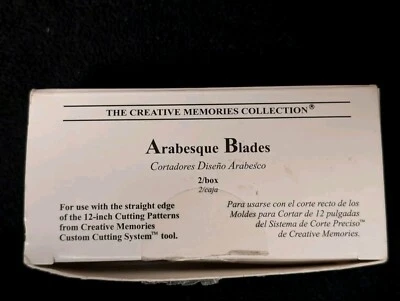 THE CREATIVE MEMORIES COLLECTION®
Arabesque Blades
Cortadores Diseño Arabesco
2/box
2/caja
For use with the straight edge
of the 12-inch Cutting Patterns
from Creative Memories
Custom Cutting System™ tool.
Para usarse con el corte recto de los
Moldes para Cortar de 12 pulgadas
del Sistema de Corte Preciso™
de Creative Memories.